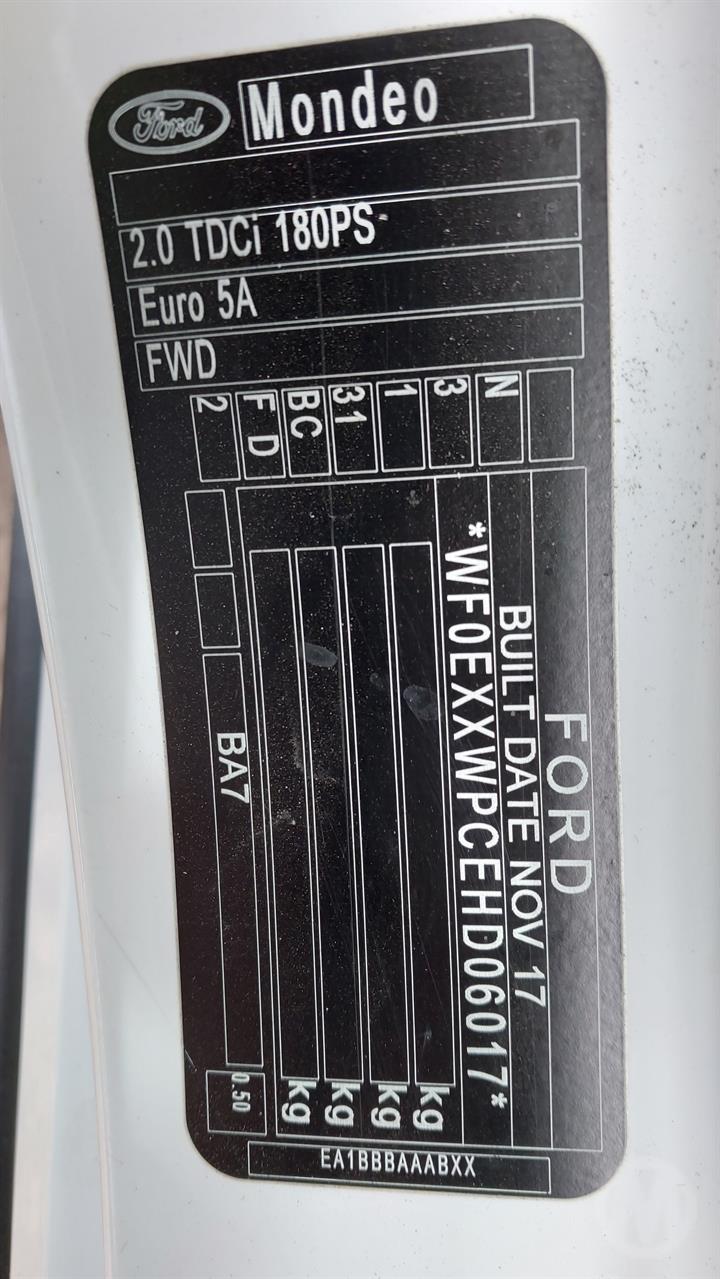 Ford Mondeo
2.0 TDCi 180PS
Euro 5A
FWD
FORD
BUILT DATE NOV 17
*WF0EXXWPCEHD06017*
kg
kg
kg
kg
N
3
1
31
BC
F D
2
BA7
0.50
EA1BBBAAABXX
M